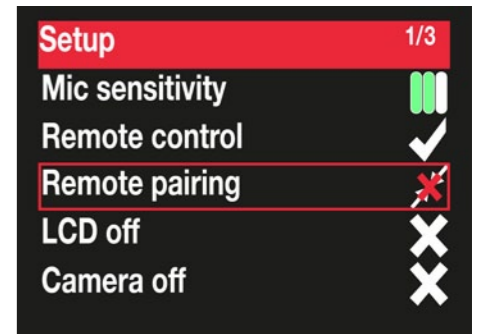 Setup 1/3
Mic sensitivity
Remote control
Remote pairing
LCD off
Camera off